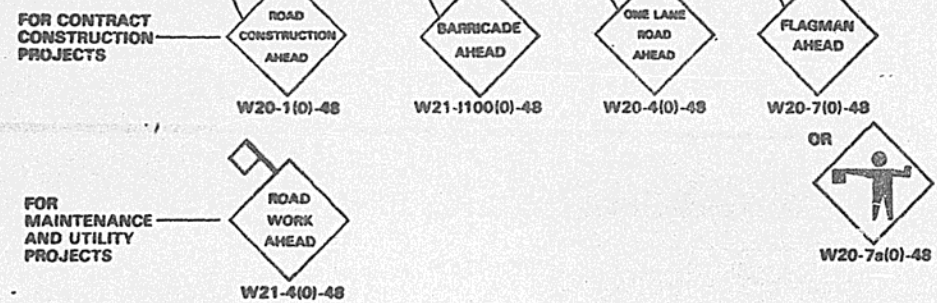 FOR CONTRACT
CONSTRUCTION
PROJECTS
ROAD
CONSTRUCTION
AHEAD
W20-1(0)-48
BARRICADE
AHEAD
W21-I100(0)-48
ONE LANE
ROAD
AHEAD
W20-4(0)-48
FLAGMAN
AHEAD
W20-7(0)-48
OR
W20-7a(0)-48
FOR
MAINTENANCE
AND UTILITY
PROJECTS
ROAD
WORK
AHEAD
W21-4(0)-48